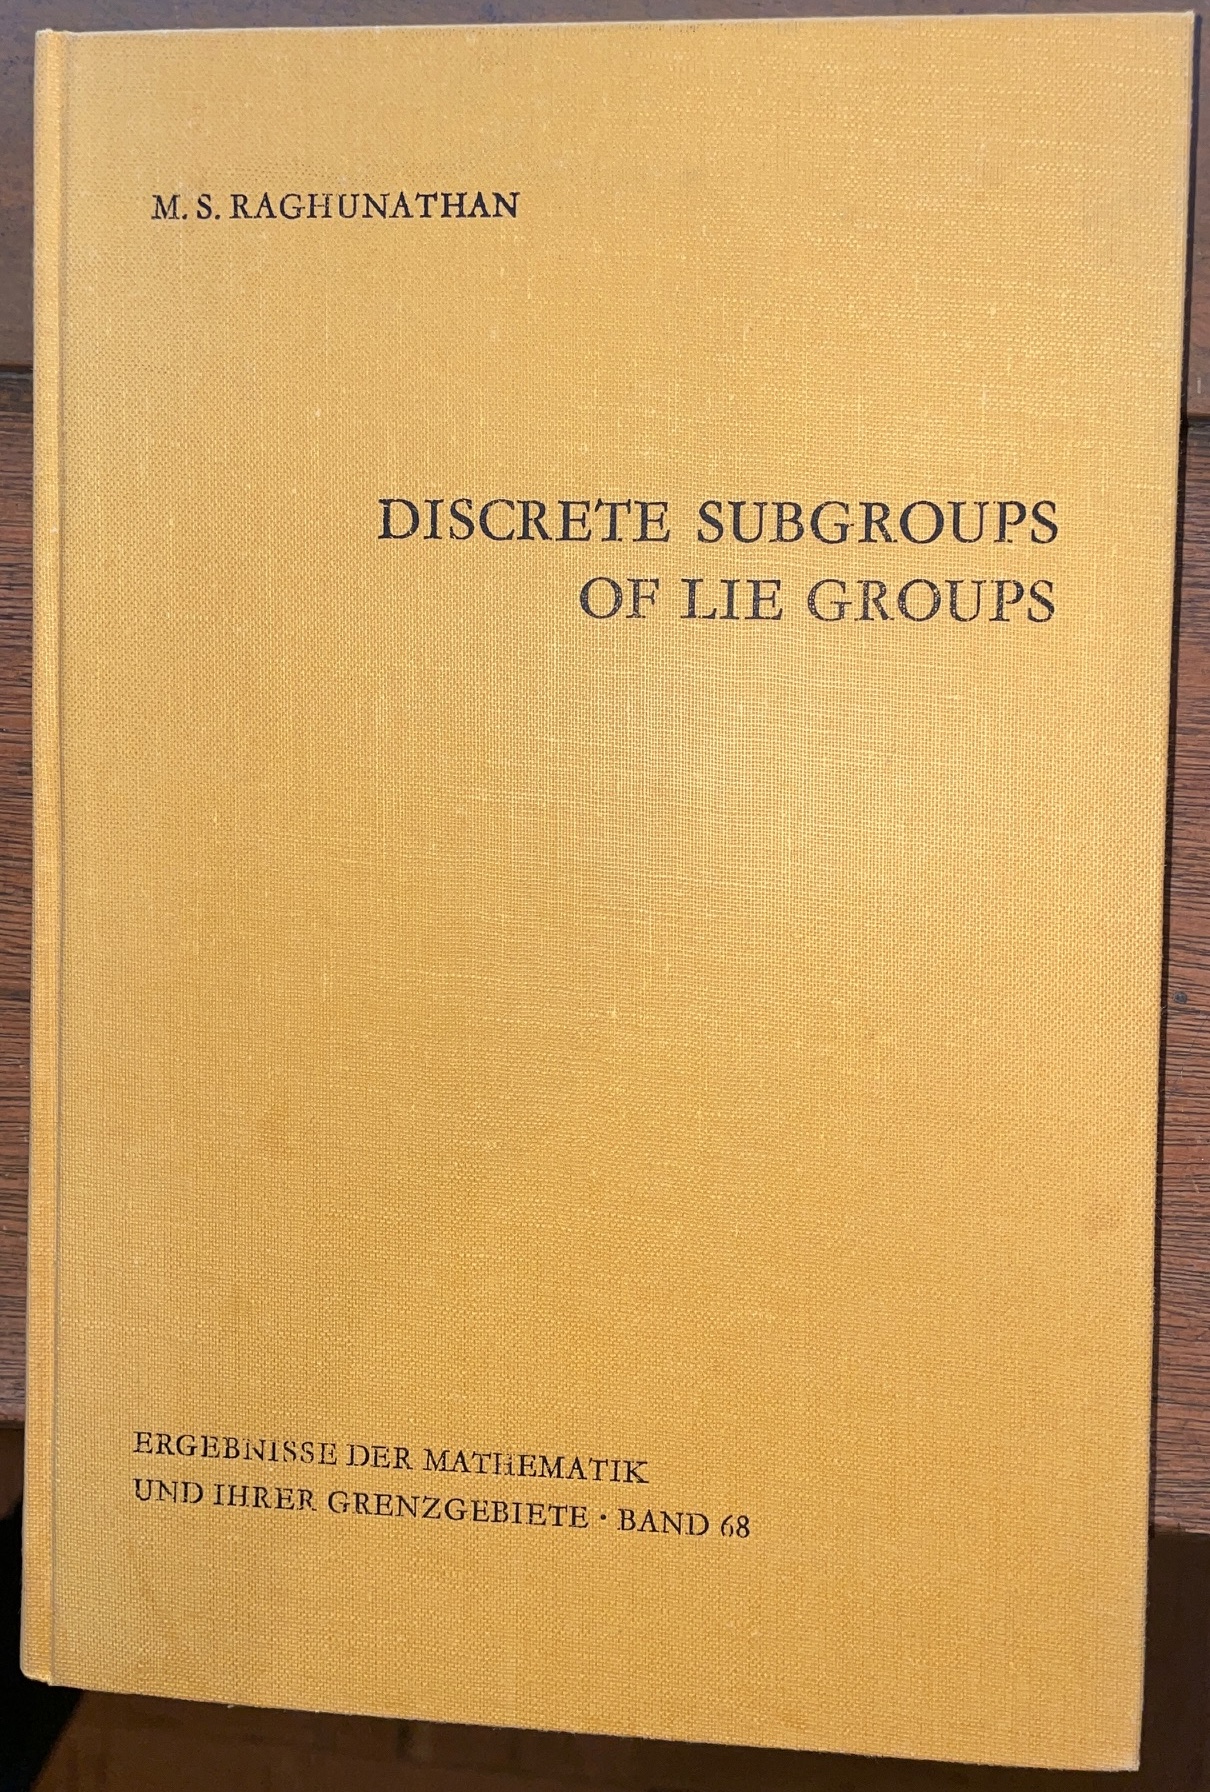 M. S. RAGHUNATHAN
DISCRETE SUBGROUPS
OF LIE GROUPS
ERGEBNISSE DER MATHEMATIK
UND IHRER GRENZGEBIETE · BAND 68